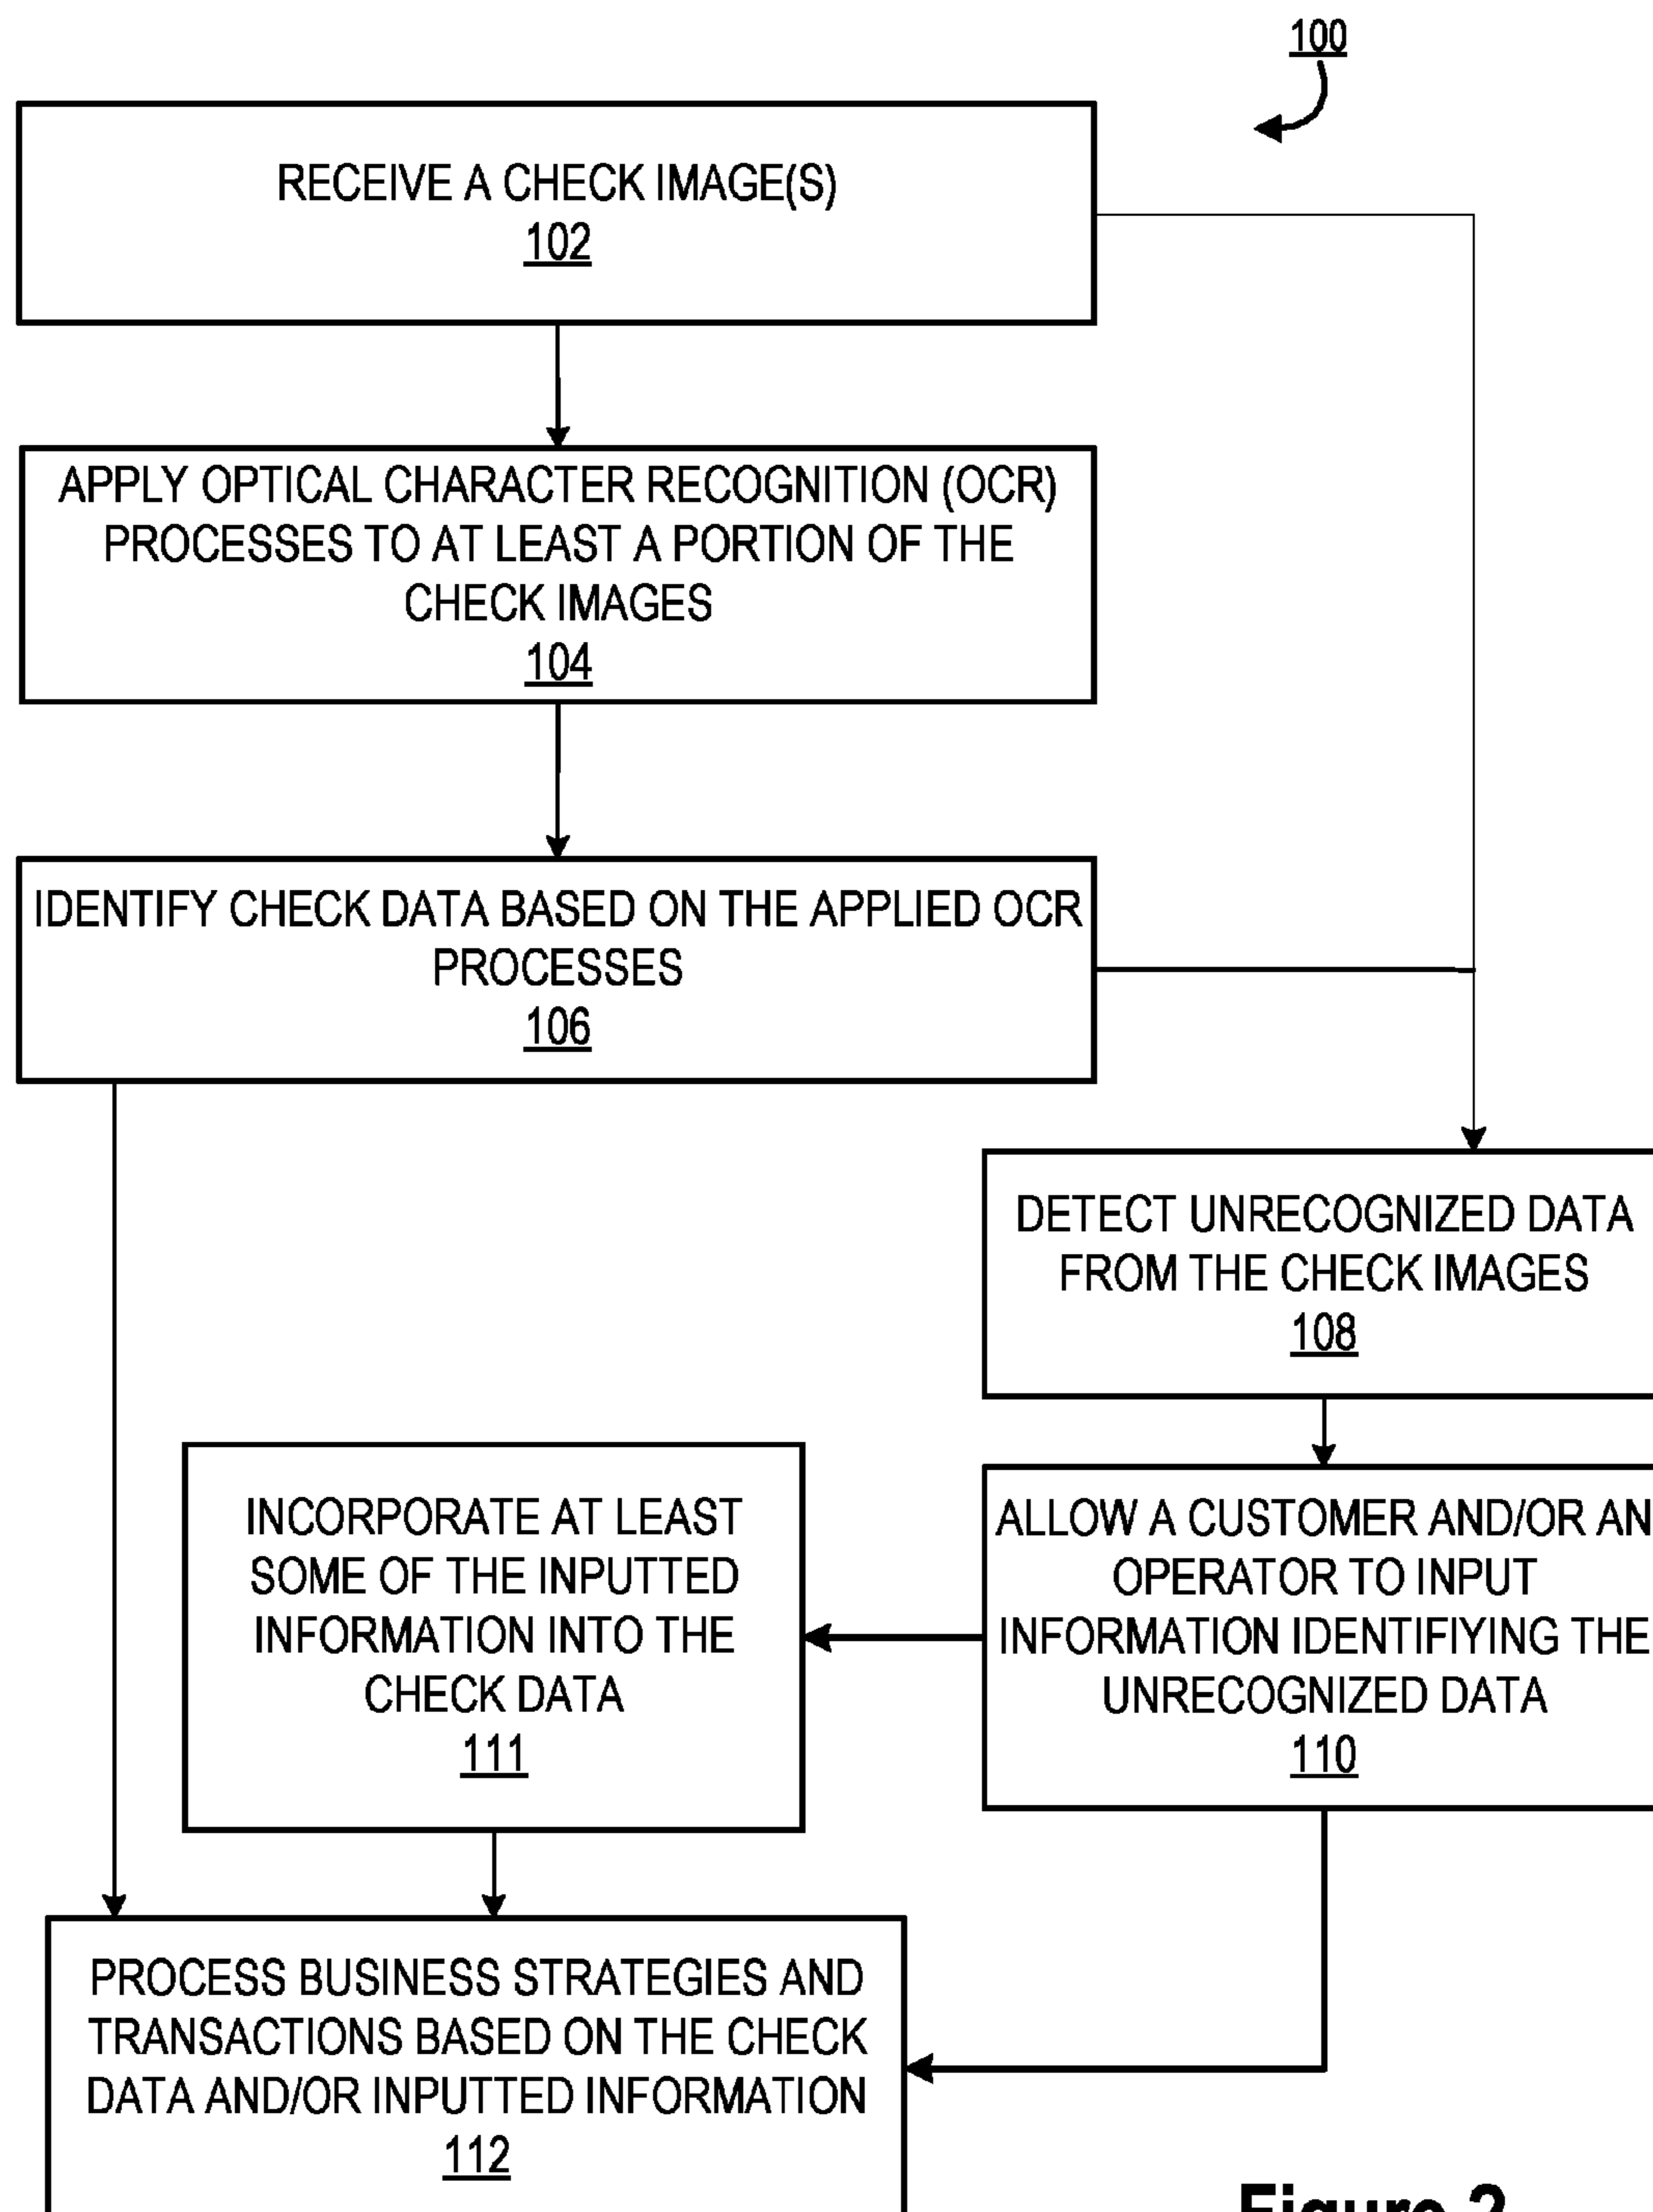 100
RECEIVE A CHECK IMAGE(S)
102
APPLY OPTICAL CHARACTER RECOGNITION (OCR)
PROCESSES TO AT LEAST A PORTION OF THE
CHECK IMAGES
104
IDENTIFY CHECK DATA BASED ON THE APPLIED OCR
PROCESSES
106
DETECT UNRECOGNIZED DATA
FROM THE CHECK IMAGES
108
ALLOW A CUSTOMER AND/OR AN
OPERATOR TO INPUT
INFORMATION IDENTIFIYING THE
UNRECOGNIZED DATA
110
INCORPORATE AT LEAST
SOME OF THE INPUTTED
INFORMATION INTO THE
CHECK DATA
111
PROCESS BUSINESS STRATEGIES AND
TRANSACTIONS BASED ON THE CHECK
DATA AND/OR INPUTTED INFORMATION
112
Figure 2